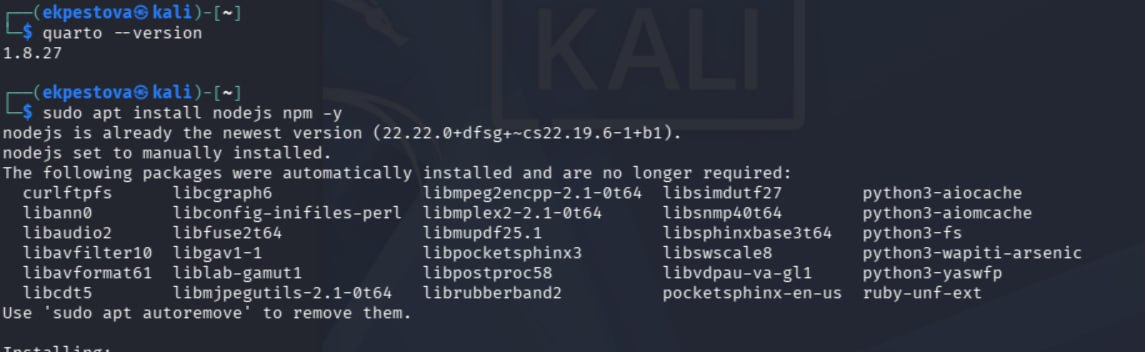 ┌──(ekpestova㉿kali)-[~]
└─$ quarto --version
1.8.27
┌──(ekpestova㉿kali)-[~]
└─$ sudo apt install nodejs npm -y
nodejs is already the newest version (22.22.0+dfsg+~cs22.19.6-1+b1).
nodejs set to manually installed.
The following packages were automatically installed and are no longer required:
curlftpfs libcgraph6 libmpeg2encpp-2.1-0t64 libsimdutf27 python3-aiocache
libann0 libconfig-inifiles-perl libmplex2-2.1-0t64 libsnmp40t64 python3-aiomcache
libaudio2 libfuse2t64 libmupdf25.1 libsphinxbase3t64 python3-fs
libavfilter10 libgav1-1 libpocketsphinx3 libswscale8 python3-wapiti-arsenic
libavformat61 liblab-gamut1 libpostproc58 libvdpau-va-gl1 python3-yaswfp
libcdt5 libmjpegutils-2.1-0t64 librubberband2 pocketsphinx-en-us ruby-unf-ext
Use 'sudo apt autoremove' to remove them.
Installing:
KALI